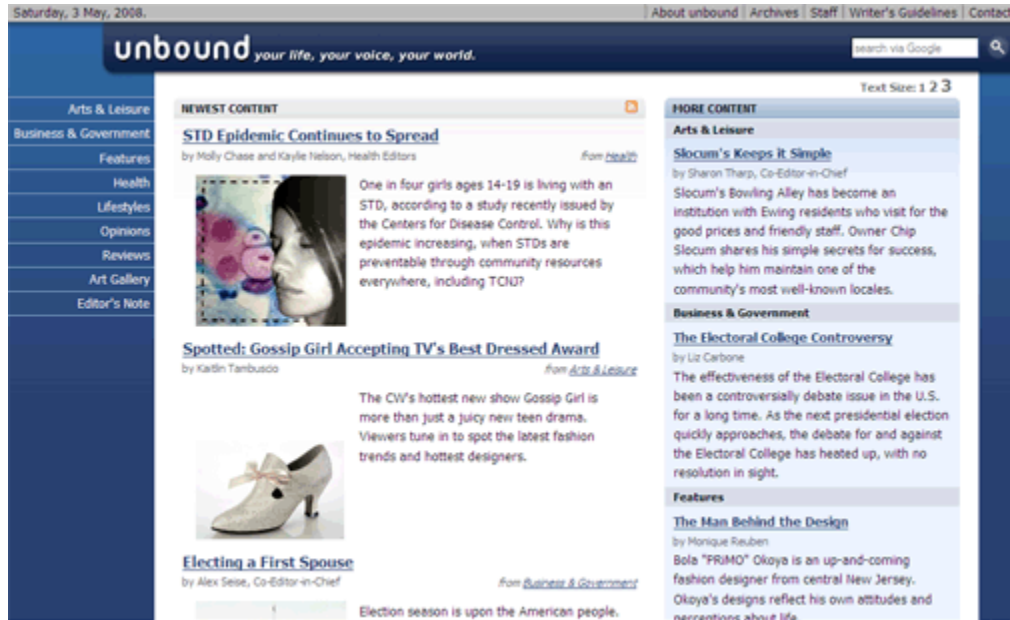 Saturday, 3 May, 2008.
About unbound
Archives
Staff
Writer's Guidelines
Contact
unbound your life, your voice, your world.
search via Google
Text Size: 1 2 3
Arts & Leisure
Business & Government
Features
Health
Lifestyles
Opinions
Reviews
Art Gallery
Editor's Note
NEWEST CONTENT
STD Epidemic Continues to Spread
by Molly Chase and Kaylie Nelson, Health Editors
from Health
One in four girls ages 14-19 is living with an
STD, according to a study recently issued by
the Centers for Disease Control. Why is this
epidemic increasing, when STDs are
preventable through community resources
everywhere, including TCNJ?
Spotted: Gossip Girl Accepting TV's Best Dressed Award
by Kaitlin Tambuscio
from Arts & Leisure
The CW's hottest new show Gossip Girl is
more than just a juicy new teen drama.
Viewers tune in to spot the latest fashion
trends and hottest designers.
Electing a First Spouse
by Alex Seise, Co-Editor-in-Chief
from Business & Government
Election season is upon the American people.
MORE CONTENT
Arts & Leisure
Slocum's Keeps it Simple
by Sharon Tharp, Co-Editor-in-Chief
Slocum's Bowling Alley has become an
institution with Ewing residents who visit for the
good prices and friendly staff. Owner Chip
Slocum shares his simple secrets for success,
which help him maintain one of the
community's most well-known locales.
Business & Government
The Electoral College Controversy
by Liz Carbone
The effectiveness of the Electoral College has
been a controversially debate issue in the U.S.
for a long time. As the next presidential election
quickly approaches, the debate for and against
the Electoral College has heated up, with no
resolution in sight.
Features
The Man Behind the Design
by Monique Reuben
Bola "PRiMO" Okoya is an up-and-coming
fashion designer from central New Jersey.
Okoya's designs reflect his own attitudes and
perceptions about life.